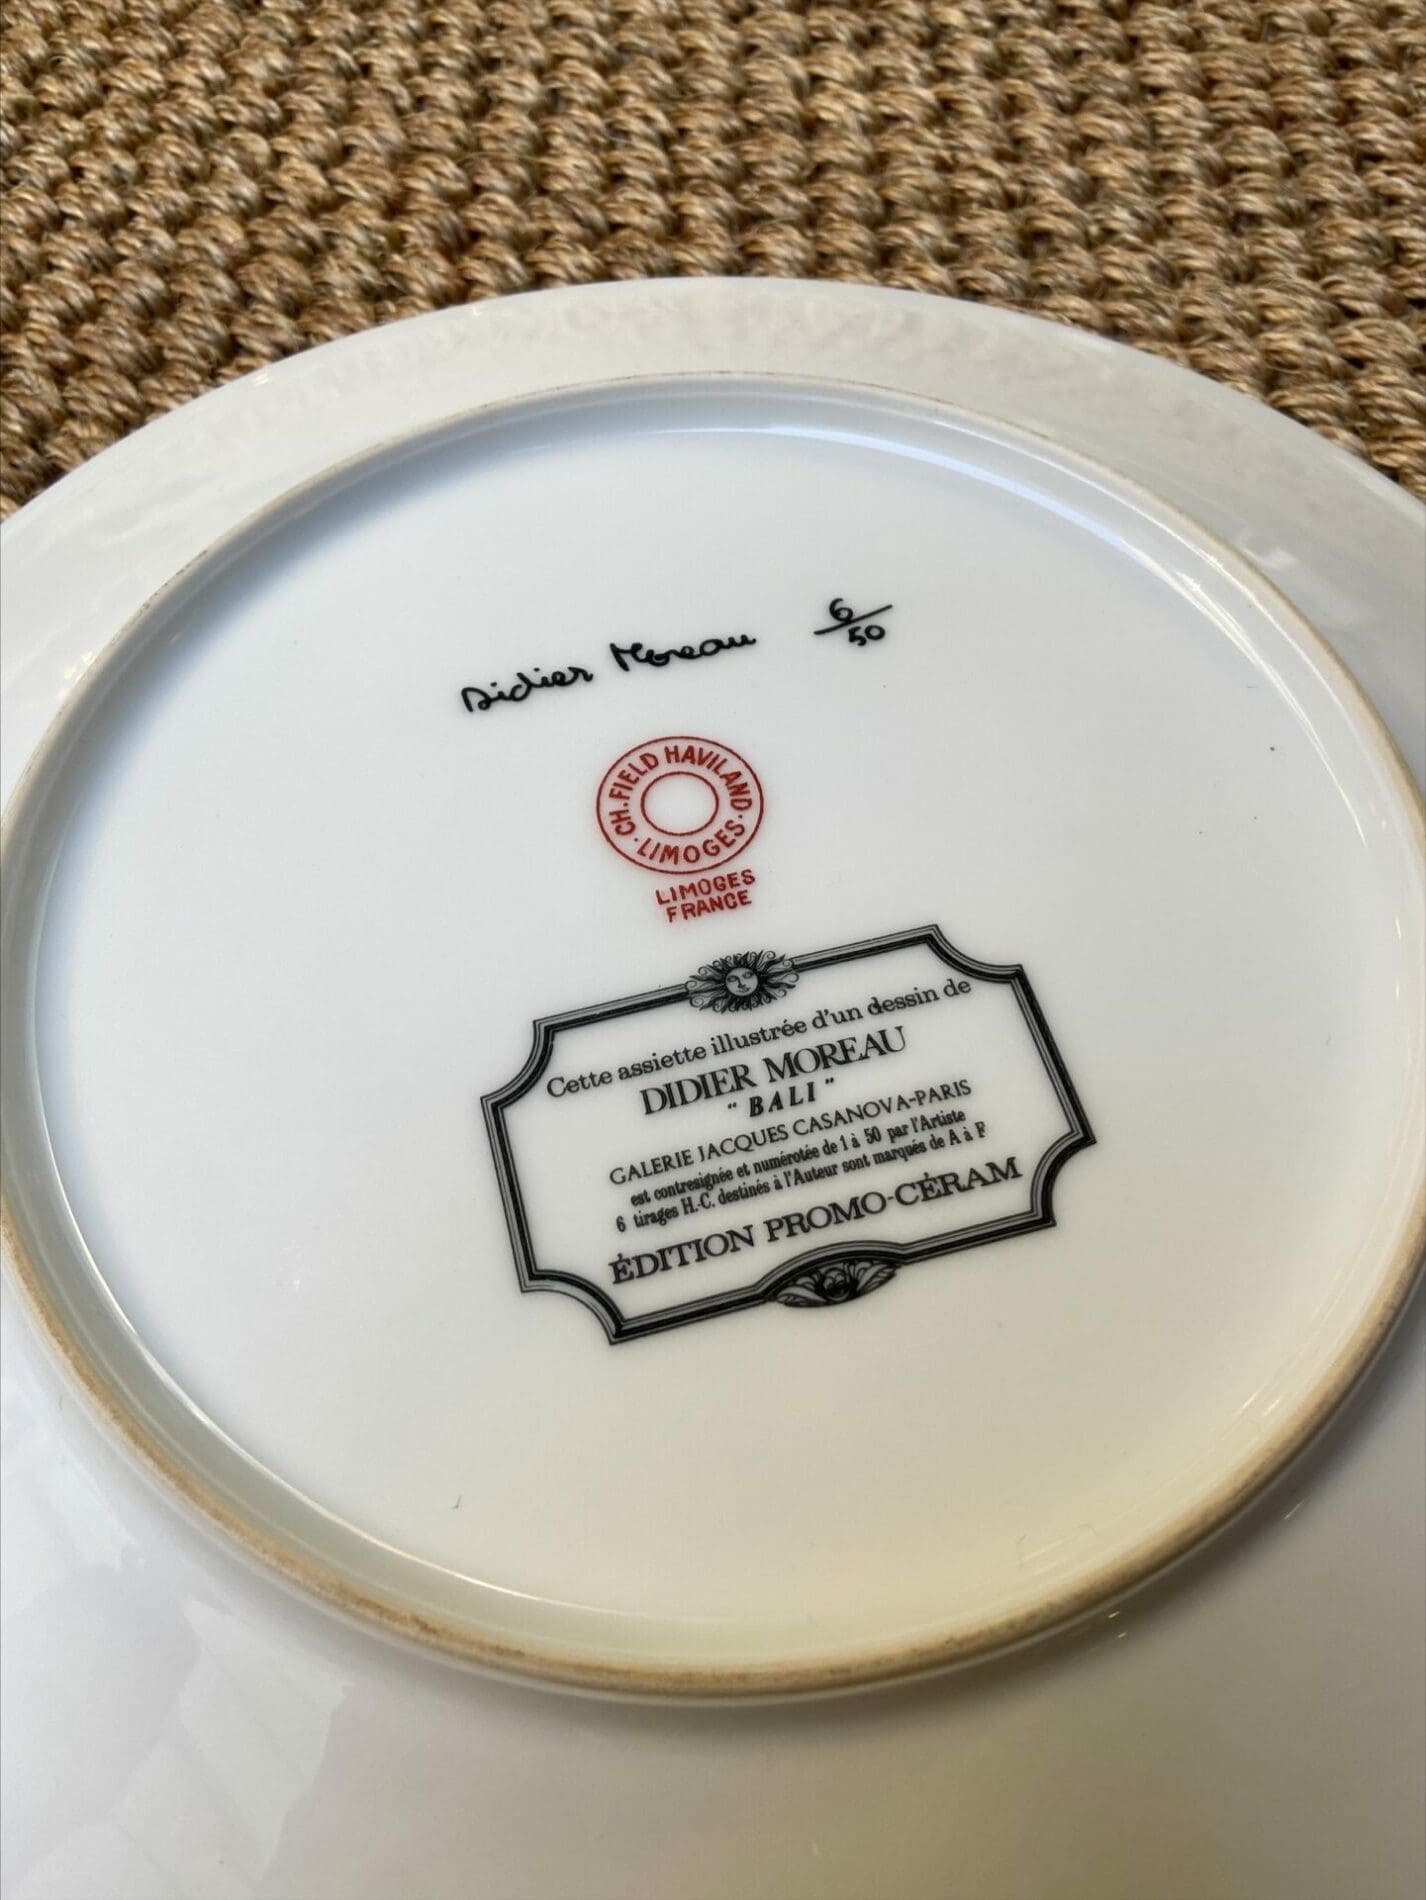 Didier Moreau 6/50
CH. FIELD HAVILAND
· LIMOGES ·
LIMOGES
FRANCE
Cette assiette illustrée d'un dessin de
DIDIER MOREAU
"BALI"
GALERIE JACQUES CASANOVA-PARIS
est contresignée et numérotée de 1 à 50 par l'Artiste
6 tirages H.-C. destinés à l'Auteur sont marqués de A à F
ÉDITION PROMO-CÉRAM